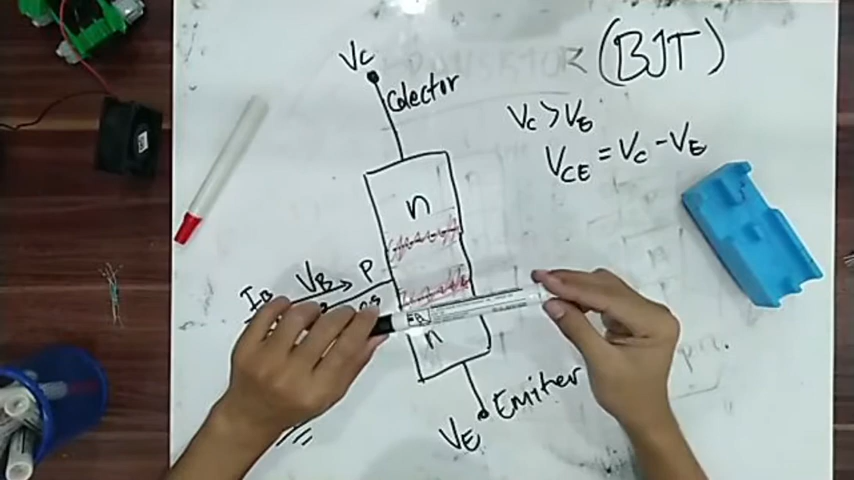 (BJT)
Vc
Colector
Vc > VE
VCE = Vc - VE
n
IB
VB
P
n
Emiter
VE